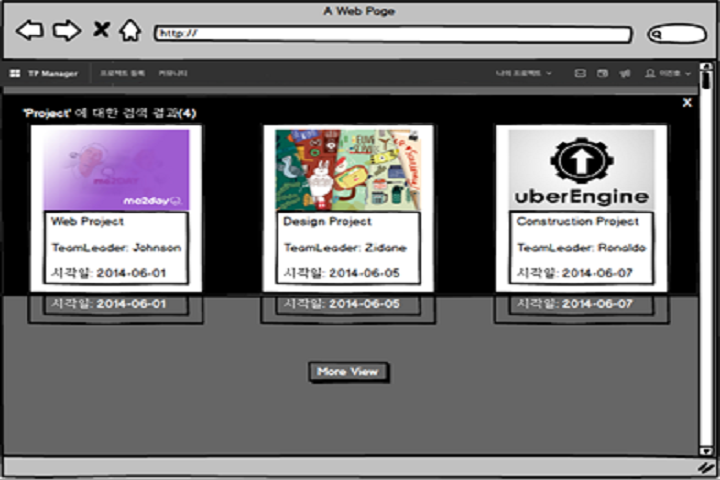 A Web Page
http://
TF Manager 프로젝트 등록 커뮤니티 나의 프로젝트 이진호
X
'Project' 에 대한 검색 결과(4)
me2day
uberEngine
Web Project
TeamLeader: Johnson
시작일: 2014-06-01
Design Project
TeamLeader: Zidane
시작일: 2014-06-05
Construction Project
TeamLeader: Ronaldo
시작일: 2014-06-07
시작일: 2014-06-01
시작일: 2014-06-05
시작일: 2014-06-07
More View